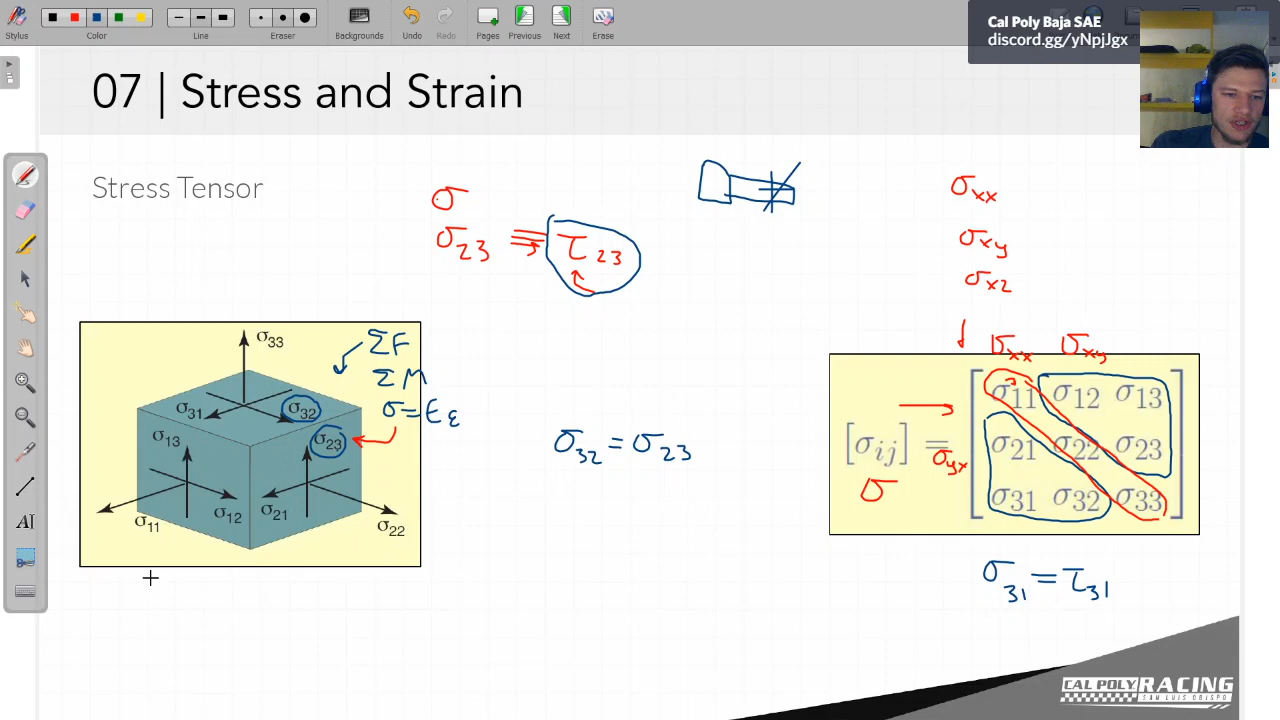 Stylus
Color
Line
Eraser
Backgrounds
Undo
Redo
Pages
Previous
Next
Erase
Cal Poly Baja SAE
discord.gg/yNpjJgx
07 | Stress and Strain
Stress Tensor
σ
σ23 ⇒ τ23
σxx
σxy
σxz
σ33
ΣF
ΣM
σ=Eε
σ31
σ32
σ23
σ13
σ11
σ12
σ21
σ22
σ32 = σ23
σxx σxy
[σij] =
σ11 σ12 σ13
σ21 σ22 σ23
σ31 σ32 σ33
σyx
σ
σ31 = τ31
AI
CAL POLY RACING
SAN LUIS OBISPO